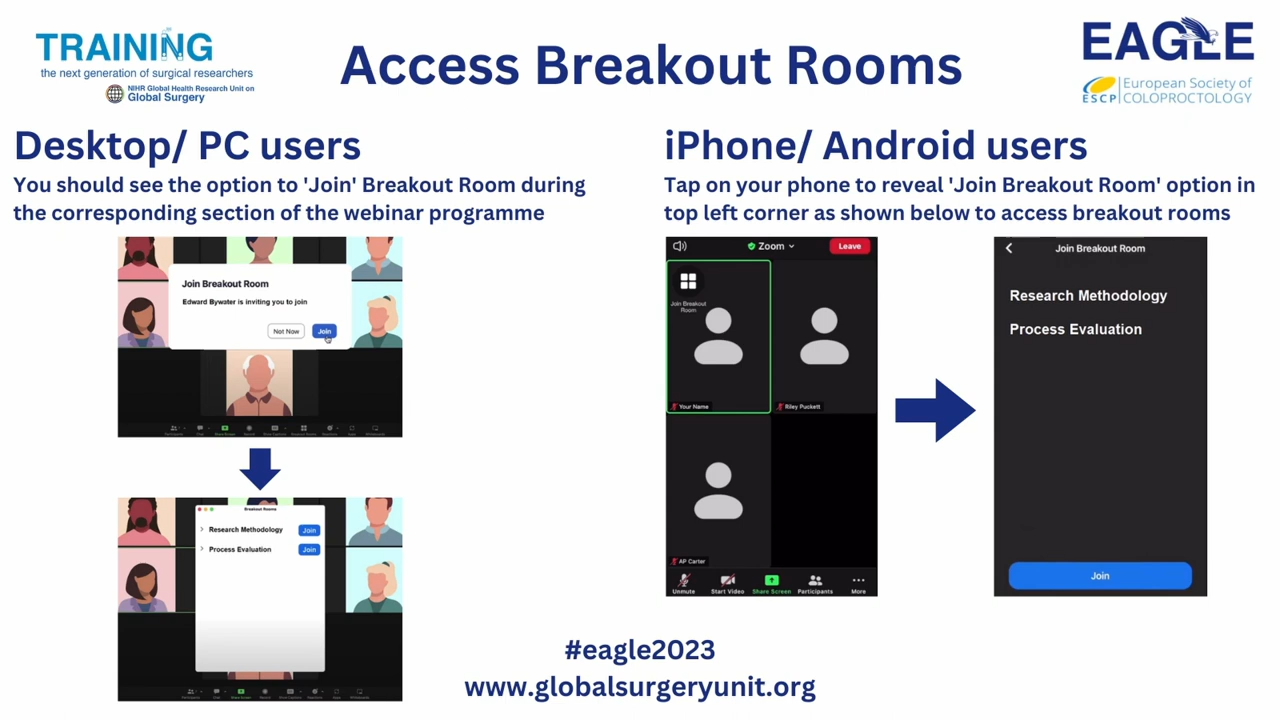 TRAINING
the next generation of surgical researchers
NIHR Global Health Research Unit on
Global Surgery
Access Breakout Rooms
EAGLE
ESCP
European Society of
COLOPROCTOLOGY
Desktop/ PC users
You should see the option to 'Join' Breakout Room during
the corresponding section of the webinar programme
Join Breakout Room
Edward Bywater is inviting you to join
Not Now
Join
Breakout Rooms
Research Methodology
Join
Process Evaluation
Join
iPhone/ Android users
Tap on your phone to reveal 'Join Breakout Room' option in
top left corner as shown below to access breakout rooms
Zoom
Leave
Join Breakout
Room
Your Name
Riley Puckett
AP Carter
Unmute
Start Video
Share Screen
Participants
More
Join Breakout Room
Research Methodology
Process Evaluation
Join
#eagle2023
www.globalsurgeryunit.org